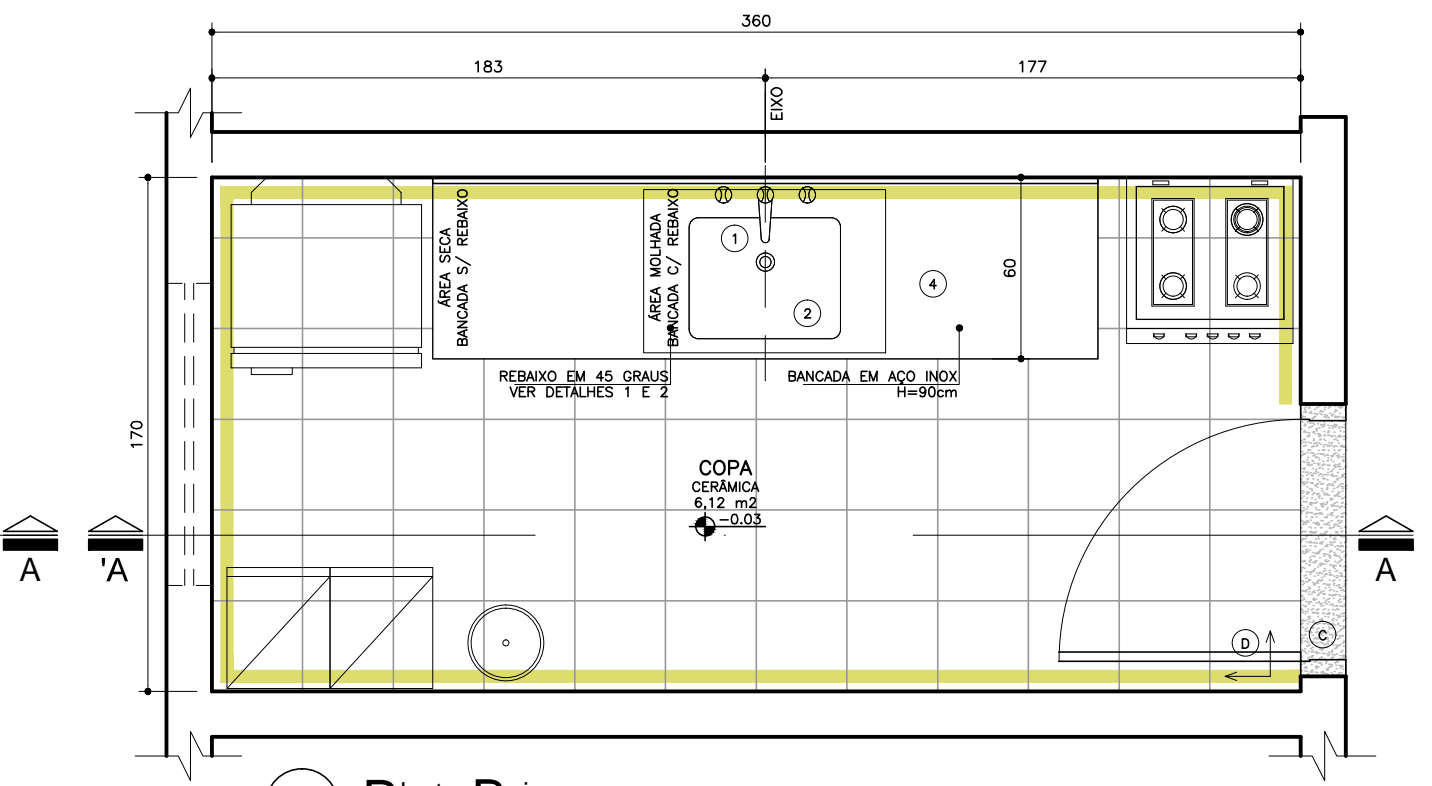 360
183
177
EIXO
ÁREA SECA
BANCADA S/ REBAIXO
ÁREA MOLHADA
BANCADA C/ REBAIXO
1
2
4
60
REBAIXO EM 45 GRAUS
VER DETALHES 1 E 2
BANCADA EM AÇO INOX
H=90cm
170
COPA
CERÂMICA
6,12 m2
-0.03
A
'A
A
D
C